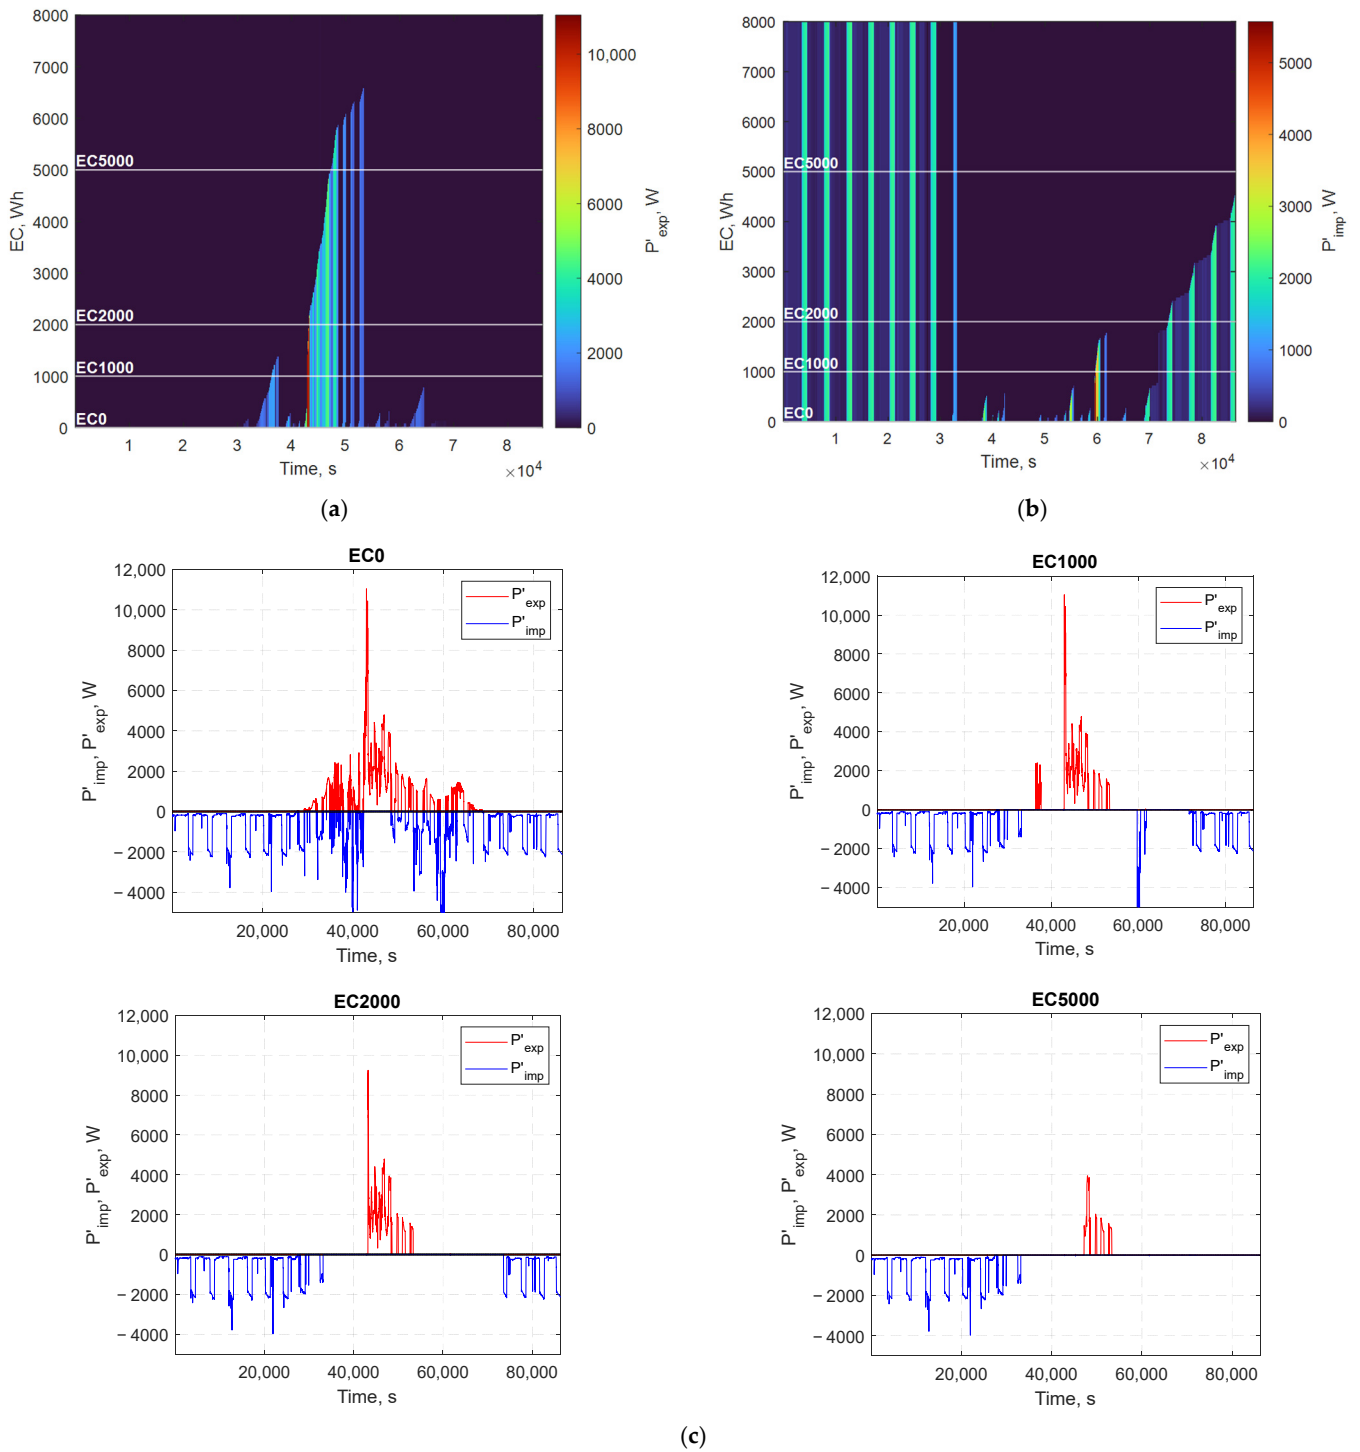 8000
7000
6000
5000
4000
3000
2000
1000
0
EC, Wh
EC5000
EC2000
EC1000
EC0
1 2 3 4 5 6 7 8
Time, s
×10^4
10,000
8000
6000
4000
2000
0
P'exp, W
(a)
8000
7000
6000
5000
4000
3000
2000
1000
0
EC, Wh
EC5000
EC2000
EC1000
EC0
1 2 3 4 5 6 7 8
Time, s
×10^4
5000
4000
3000
2000
1000
0
P'imp, W
(b)
EC0
12,000
10,000
8000
6000
4000
2000
0
−2000
−4000
P'imp, P'exp, W
P'exp
P'imp
20,000 40,000 60,000 80,000
Time, s
EC1000
12,000
10,000
8000
6000
4000
2000
0
−2000
−4000
P'imp, P'exp, W
P'exp
P'imp
20,000 40,000 60,000 80,000
Time, s
EC2000
12,000
10,000
8000
6000
4000
2000
0
−2000
−4000
P'imp, P'exp, W
P'exp
P'imp
20,000 40,000 60,000 80,000
Time, s
EC5000
12,000
10,000
8000
6000
4000
2000
0
−2000
−4000
P'imp, P'exp, W
P'exp
P'imp
20,000 40,000 60,000 80,000
Time, s
(c)